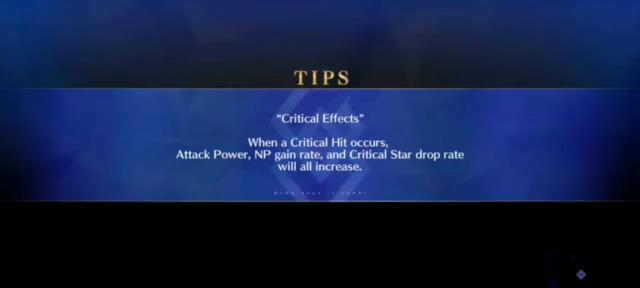 TIPS
“Critical Effects”
When a Critical Hit occurs,
Attack Power, NP gain rate, and Critical Star drop rate
will all increase.